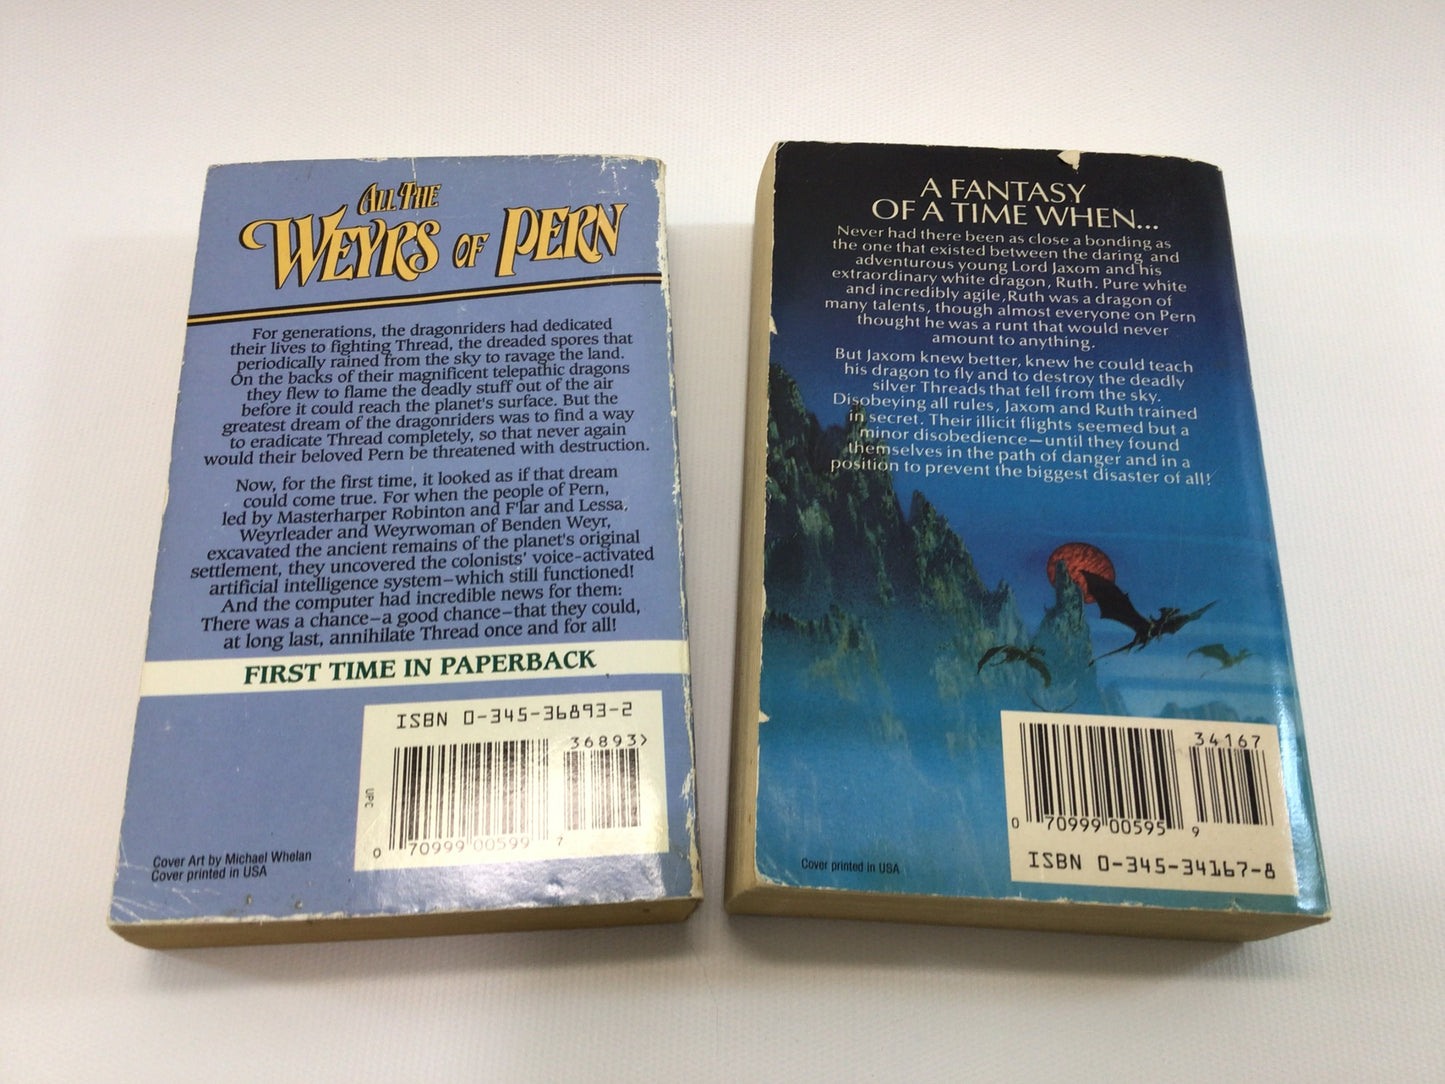 ALL THE
WEYRS OF PERN
For generations, the dragonriders had dedicated
their lives to fighting Thread, the dreaded spores that
periodically rained from the sky to ravage the land.
On the backs of their magnificent telepathic dragons
they flew to flame the deadly stuff out of the air
before it could reach the planet's surface. But the
greatest dream of the dragonriders was to find a way
to eradicate Thread completely, so that never again
would their beloved Pern be threatened with destruction.
Now, for the first time, it looked as if that dream
could come true. For when the people of Pern,
led by Masterharper Robinton and F'lar and Lessa,
Weyrleader and Weyrwoman of Benden Weyr,
excavated the ancient remains of the planet's original
settlement, they uncovered the colonists' voice-activated
artificial intelligence system—which still functioned!
And the computer had incredible news for them:
There was a chance—a good chance—that they could,
at long last, annihilate Thread once and for all!
FIRST TIME IN PAPERBACK
ISBN 0-345-36893-2
36893>
UPC
0 70999 00599 7
Cover Art by Michael Whelan
Cover printed in USA
A FANTASY
OF A TIME WHEN...
Never had there been as close a bonding as
the one that existed between the daring and
adventurous young Lord Jaxom and his
extraordinary white dragon, Ruth. Pure white
and incredibly agile, Ruth was a dragon of
many talents, though almost everyone on Pern
thought he was a runt that would never
amount to anything.
But Jaxom knew better, knew he could teach
his dragon to fly and to destroy the deadly
silver Threads that fell from the sky.
Disobeying all rules, Jaxom and Ruth trained
in secret. Their illicit flights seemed but a
minor disobedience—until they found
themselves in the path of danger and in a
position to prevent the biggest disaster of all!
34167
0 70999 00595 9
ISBN 0-345-34167-8
Cover printed in USA